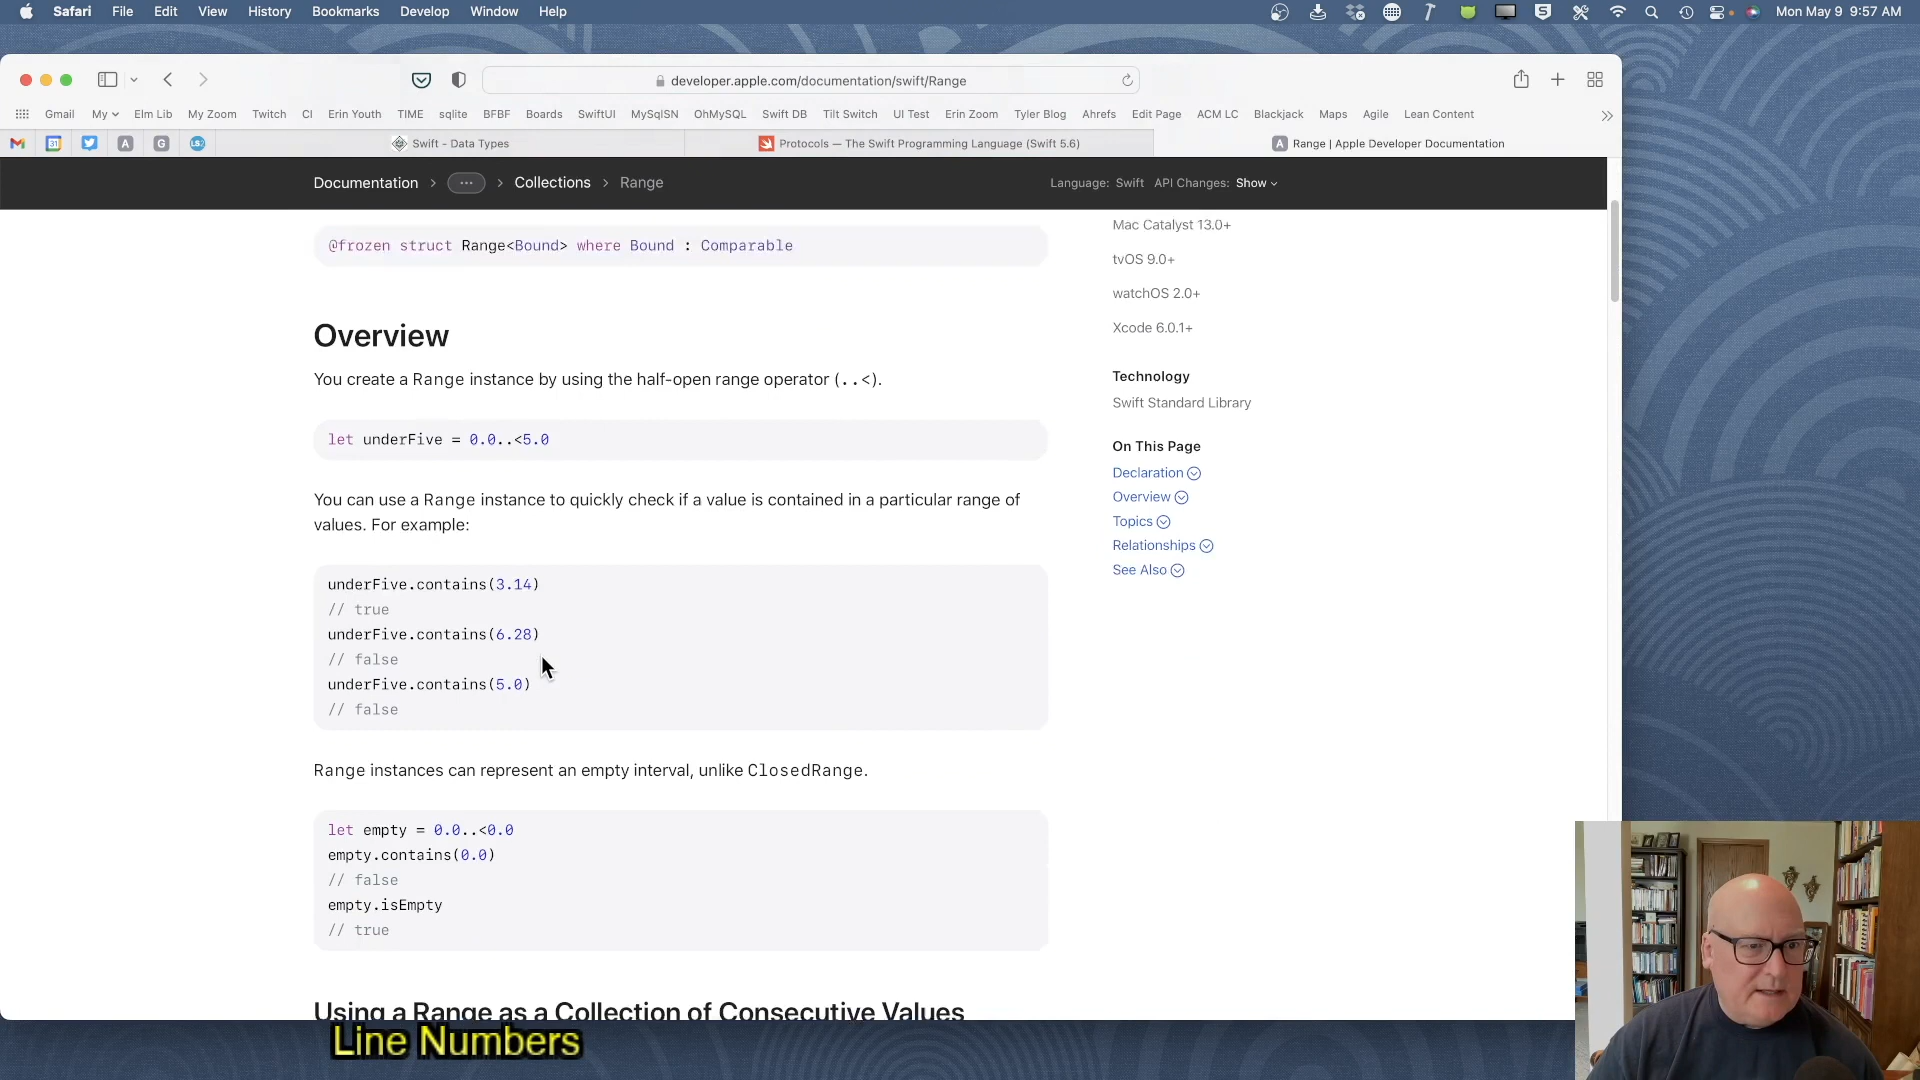 Safari File Edit View History Bookmarks Develop Window Help Mon May 9 9:57 AM
developer.apple.com/documentation/swift/Range
Gmail My Elm Lib My Zoom Twitch CI Erin Youth TIME sqlite BFBF Boards SwiftUI MySqlSN OhMySQL Swift DB Tilt Switch UI Test Erin Zoom Tyler Blog Ahrefs Edit Page ACM LC Blackjack Maps Agile Lean Content
Swift - Data Types Protocols — The Swift Programming Language (Swift 5.6) Range | Apple Developer Documentation
Documentation > ... > Collections > Range Language: Swift API Changes: Show
@frozen struct Range<Bound> where Bound : Comparable
Overview
You create a Range instance by using the half-open range operator (..<).
let underFive = 0.0..<5.0
You can use a Range instance to quickly check if a value is contained in a particular range of
values. For example:
underFive.contains(3.14)
// true
underFive.contains(6.28)
// false
underFive.contains(5.0)
// false
Range instances can represent an empty interval, unlike ClosedRange.
let empty = 0.0..<0.0
empty.contains(0.0)
// false
empty.isEmpty
// true
Using a Range as a Collection of Consecutive Values
Mac Catalyst 13.0+
tvOS 9.0+
watchOS 2.0+
Xcode 6.0.1+
Technology
Swift Standard Library
On This Page
Declaration
Overview
Topics
Relationships
See Also
Line Numbers